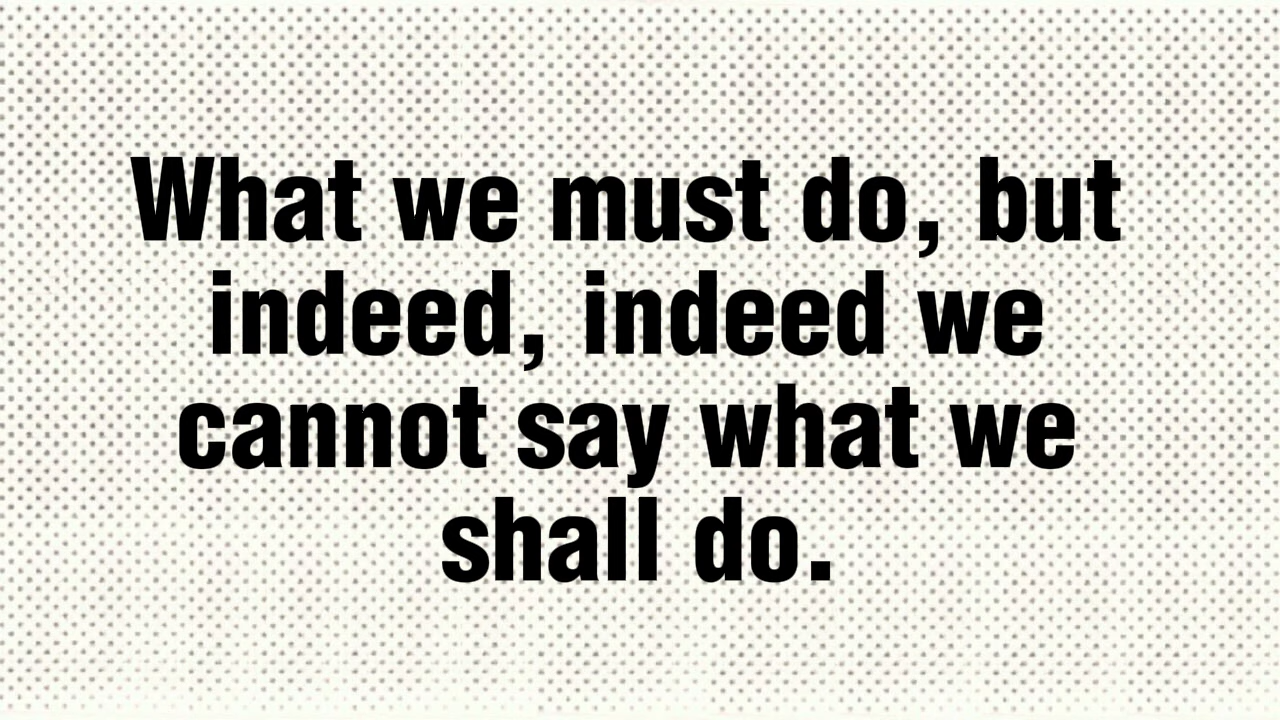 What we must do, but
indeed, indeed we
cannot say what we
shall do.